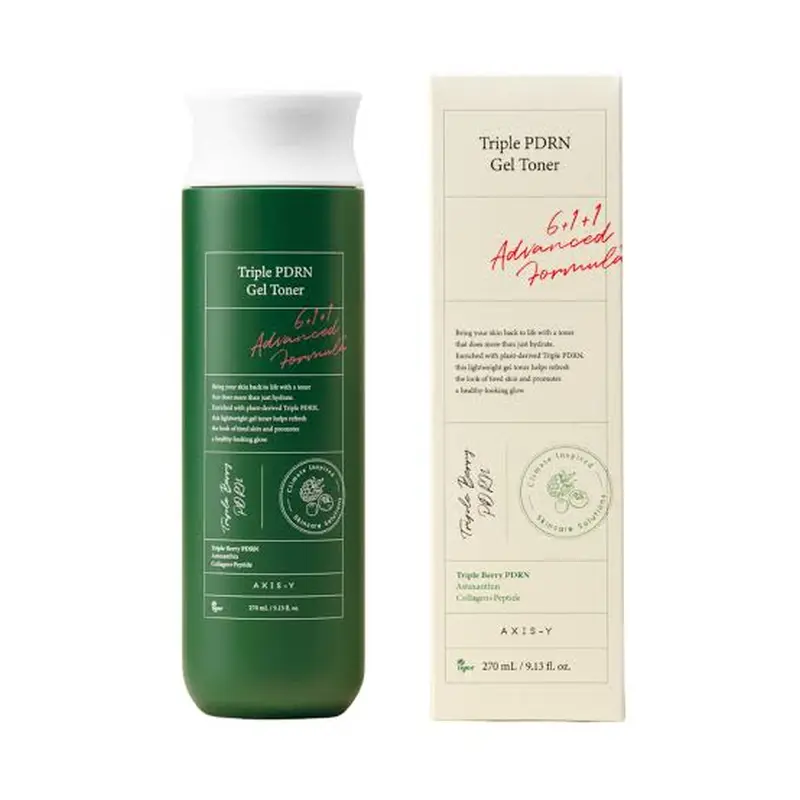 Triple PDRN
Gel Toner
6+1+1
Advanced
Formula
Bring your skin back to life with a toner
that does more than just hydrate.
Enriched with plant-derived Triple PDRN,
this lightweight gel toner helps refresh
the look of tired skin and promotes
a healthy-looking glow
Triple Berry
PDRN
Climate Inspired
Skincare Solutions
Triple Berry PDRN
Astaxanthin
Collagen+Peptide
AXIS-Y
Vegan
270 mL / 9.13 fl. oz.
Triple PDRN
Gel Toner
6+1+1
Advanced
Formula
Bring your skin back to life with a toner
that does more than just hydrate.
Enriched with plant-derived Triple PDRN,
this lightweight gel toner helps refresh
the look of tired skin and promotes
a healthy-looking glow
Triple Berry
PDRN
Climate Inspired
Skincare Solutions
Triple Berry PDRN
Astaxanthin
Collagen+Peptide
AXIS-Y
Vegan
270 mL / 9.13 fl. oz.